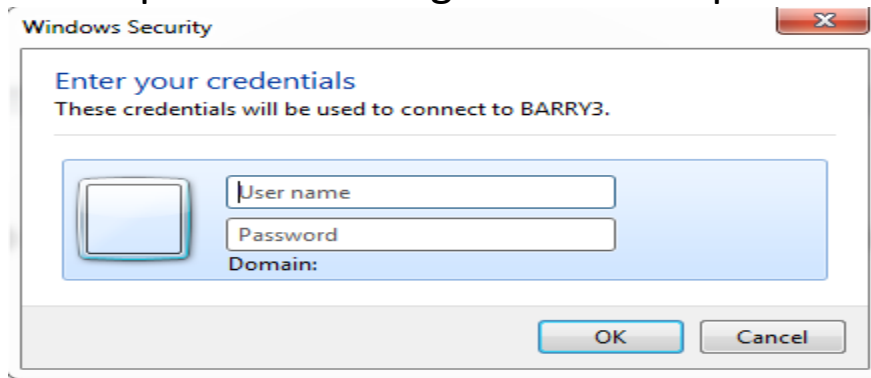 Windows Security
Enter your credentials
These credentials will be used to connect to BARRY3.
User name
Password
Domain:
OK
Cancel